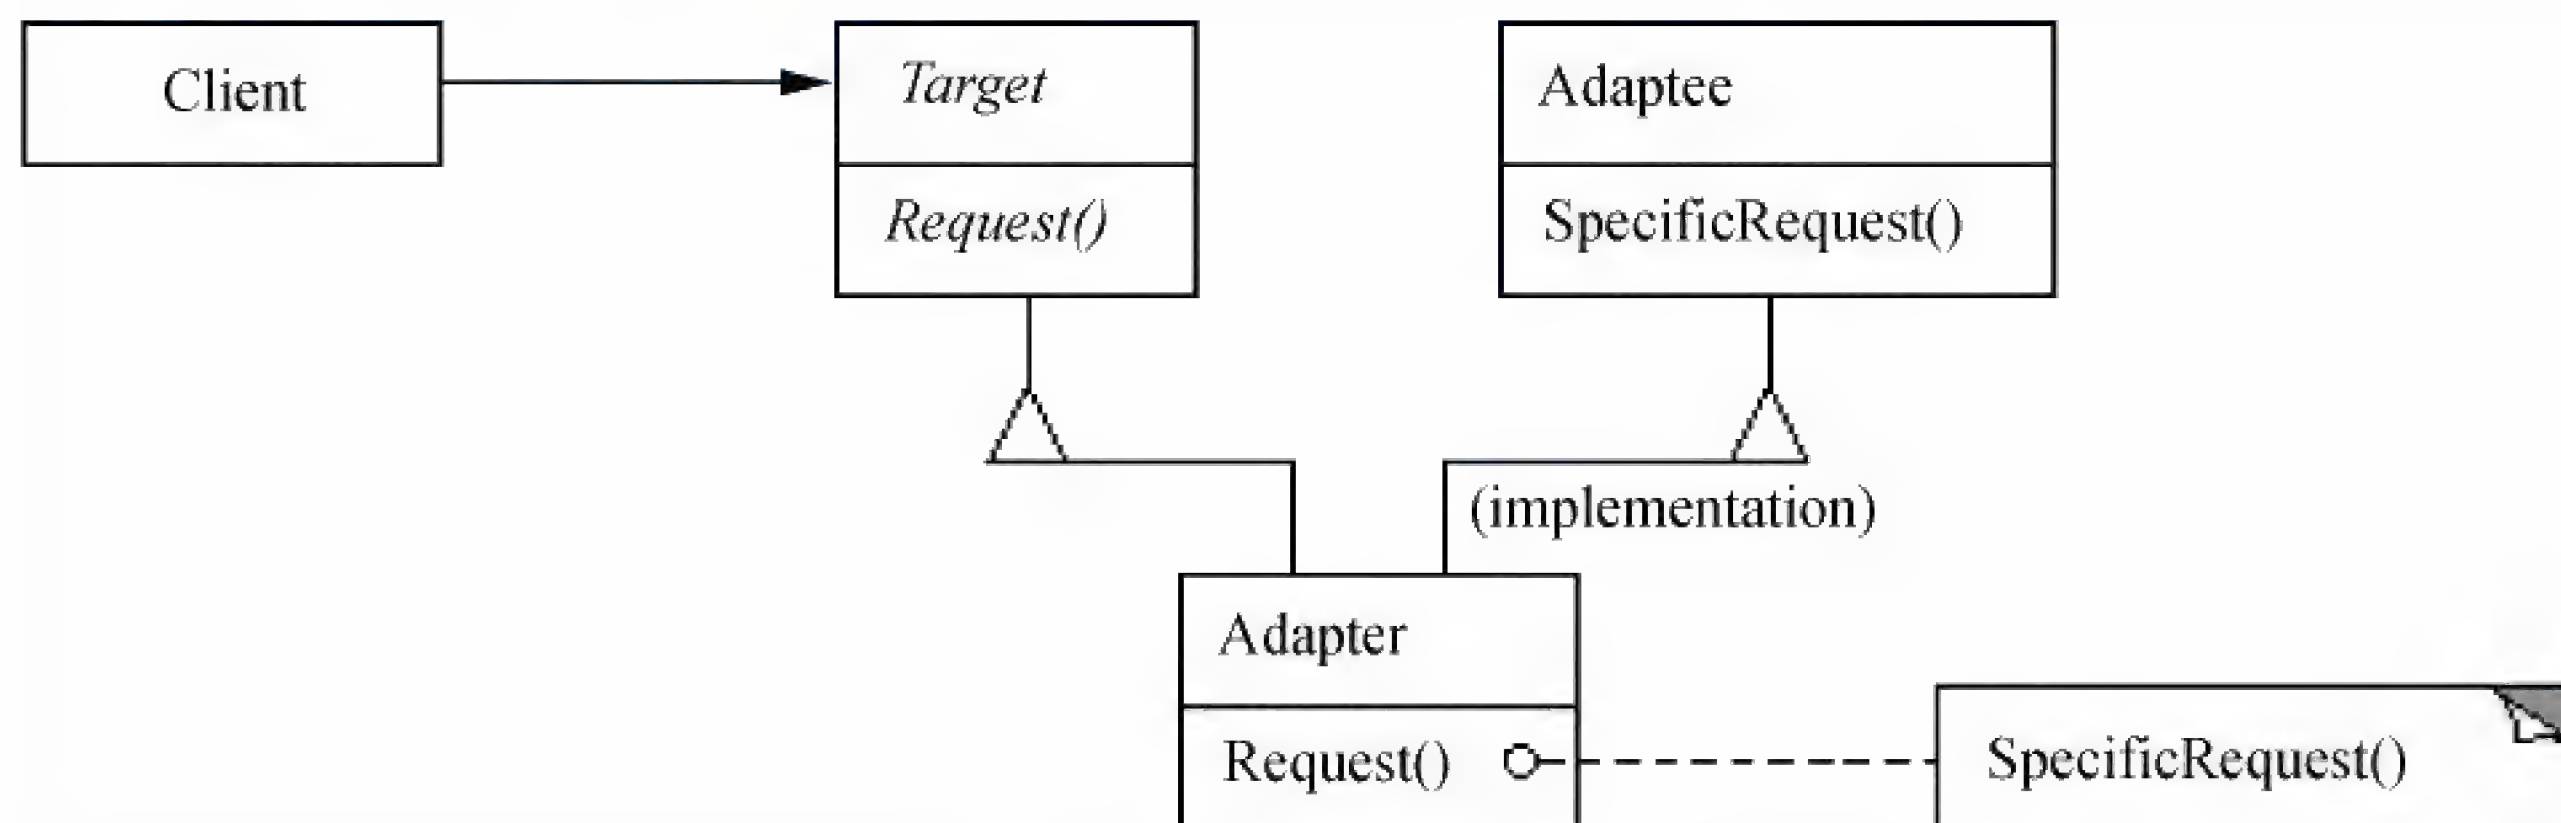 Client
Target
Request()
Adaptee
SpecificRequest()
(implementation)
Adapter
Request()
SpecificRequest()